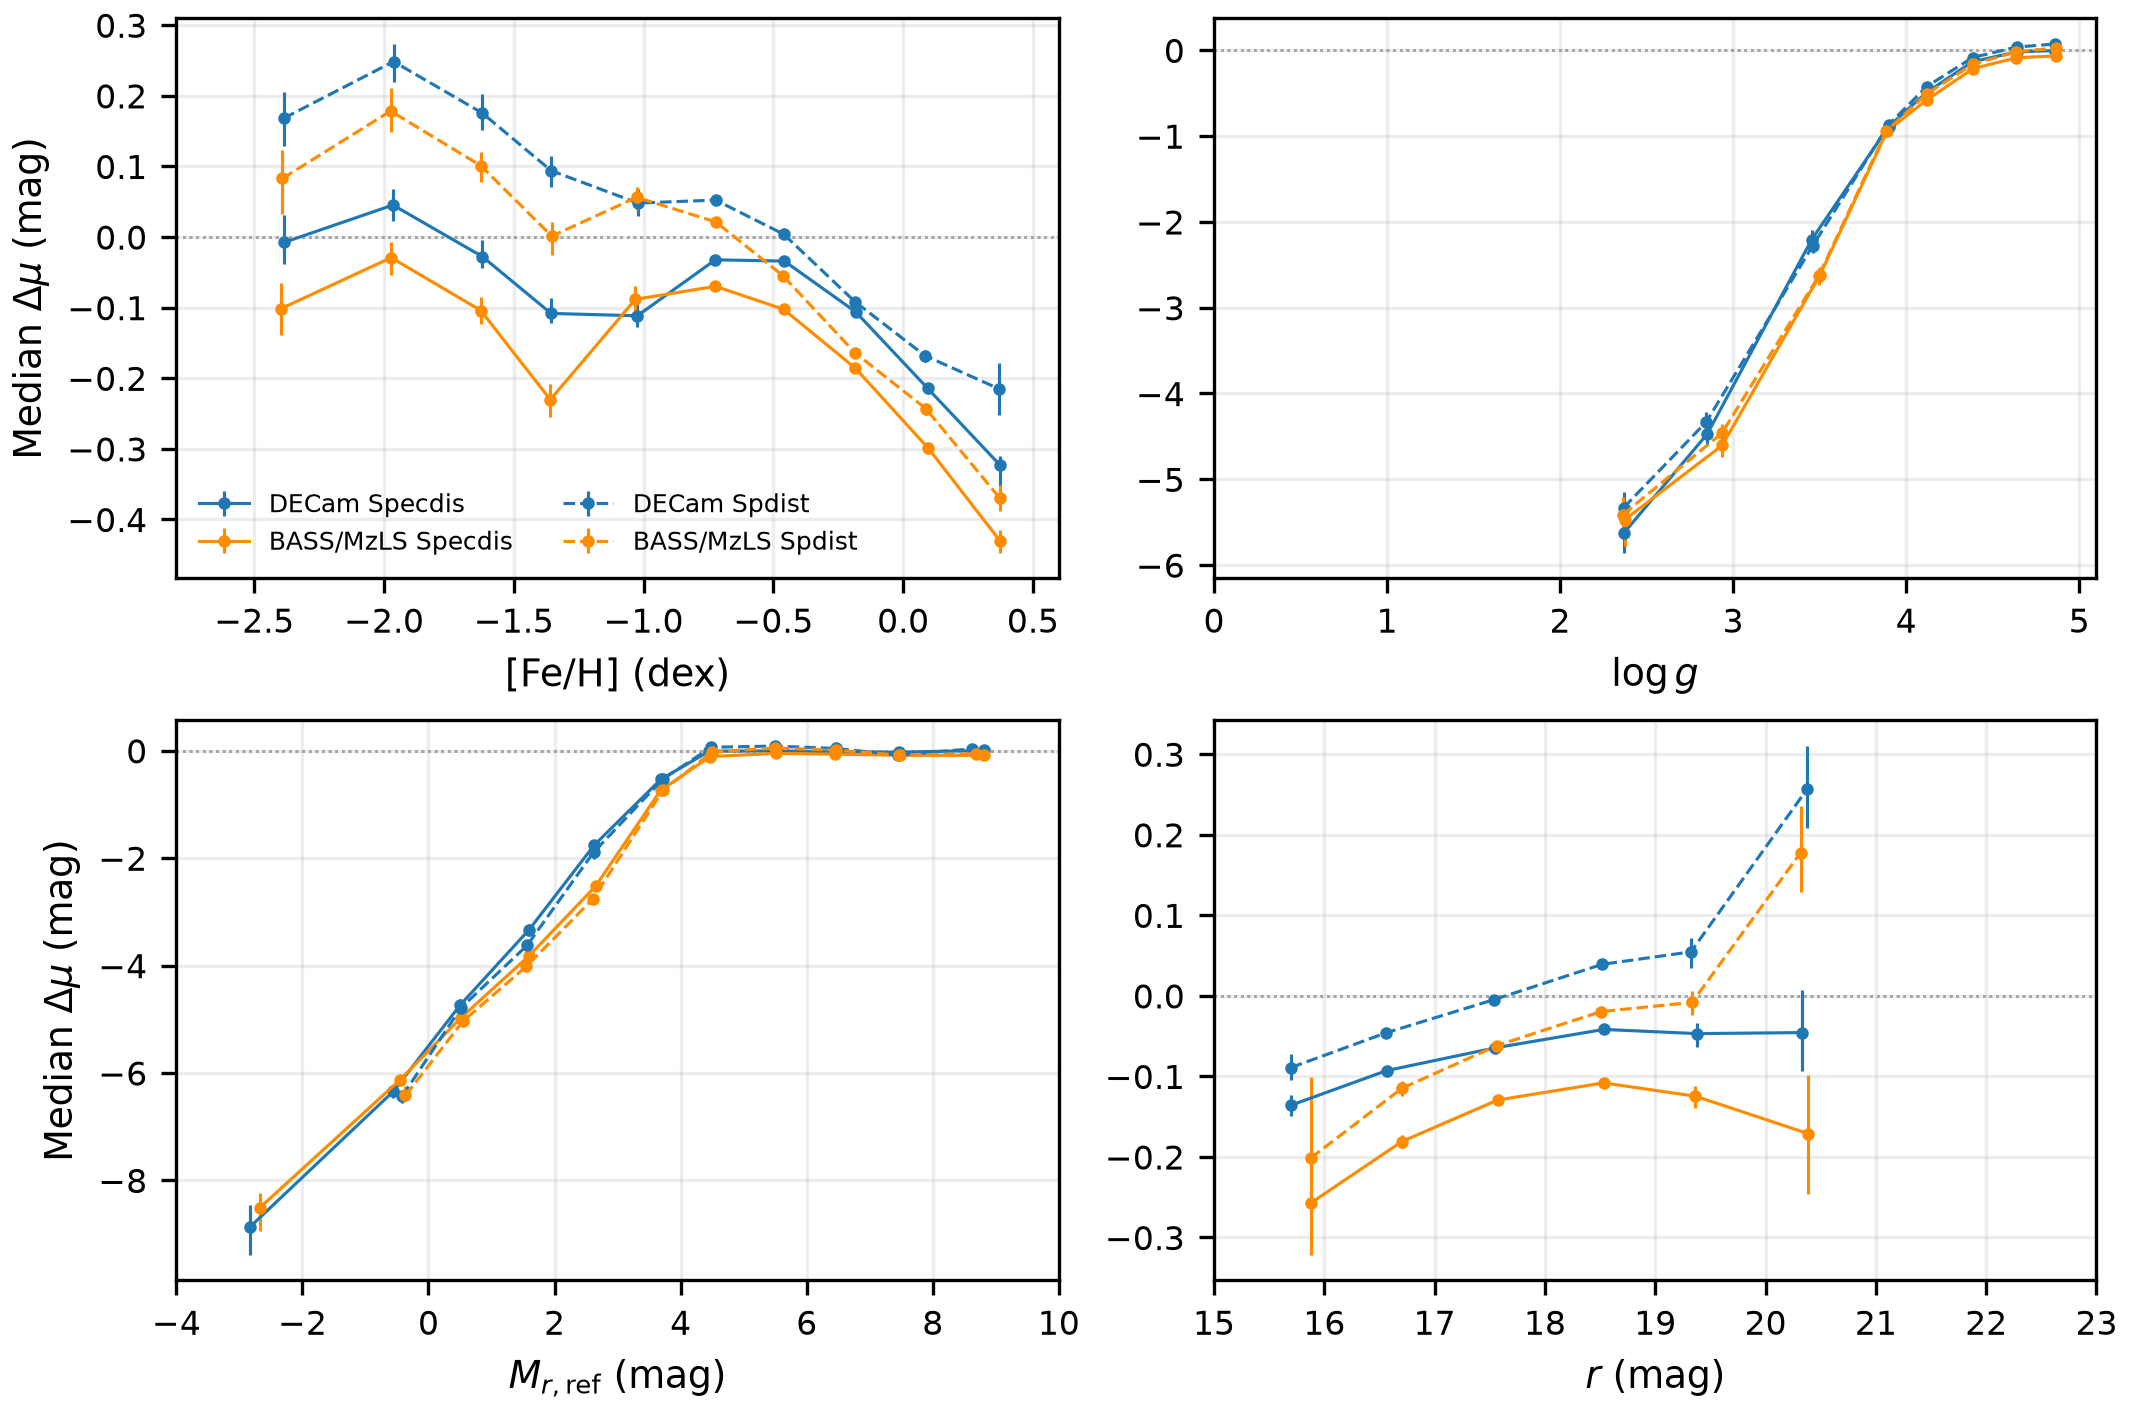 Median Δμ (mag)
0.3
0.2
0.1
0.0
−0.1
−0.2
−0.3
−0.4
DECam Specdis
BASS/MzLS Specdis
DECam Spdist
BASS/MzLS Spdist
−2.5 −2.0 −1.5 −1.0 −0.5 0.0 0.5
[Fe/H] (dex)
0
−1
−2
−3
−4
−5
−6
0 1 2 3 4 5
log g
Median Δμ (mag)
0
−2
−4
−6
−8
−4 −2 0 2 4 6 8 10
M_{r, ref} (mag)
0.3
0.2
0.1
0.0
−0.1
−0.2
−0.3
15 16 17 18 19 20 21 22 23
r (mag)